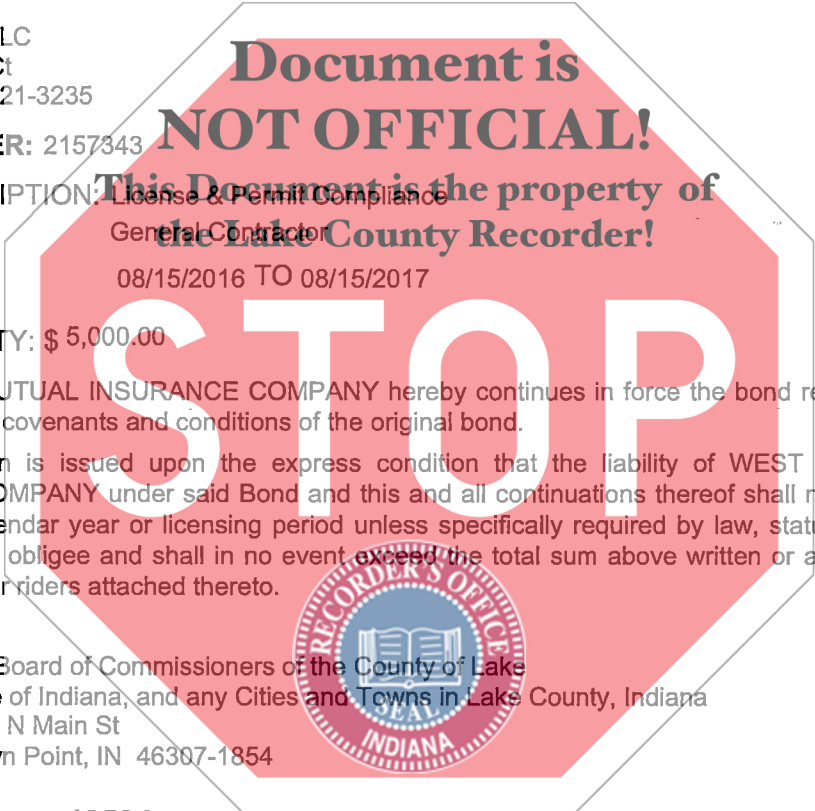 LC
Ct
21-3235
ER: 2157343
Document is
NOT OFFICIAL!
This Document is the property of
the Lake County Recorder!
IPTION: License & Permit Compliance
General Contractor
08/15/2016 TO 08/15/2017
STOP
TY: $ 5,000.00
UTUAL INSURANCE COMPANY hereby continues in force the bond re
covenants and conditions of the original bond.
n is issued upon the express condition that the liability of WEST
OMPANY under said Bond and this and all continuations thereof shall n
endar year or licensing period unless specifically required by law, statu
obligee and shall in no event exceed the total sum above written or a
r riders attached thereto.
RECORDER'S OFFICE
SEAL
INDIANA
Board of Commissioners of the County of Lake
e of Indiana, and any Cities and Towns in Lake County, Indiana
N Main St
n Point, IN 46307-1854